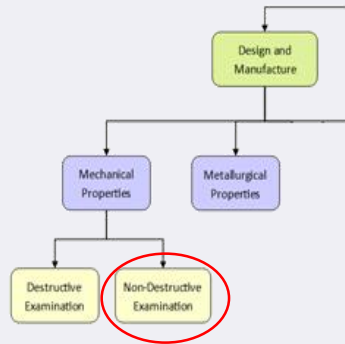 Design and
Manufacture
Mechanical
Properties
Metallurgical
Properties
Destructive
Examination
Non-Destructive
Examination